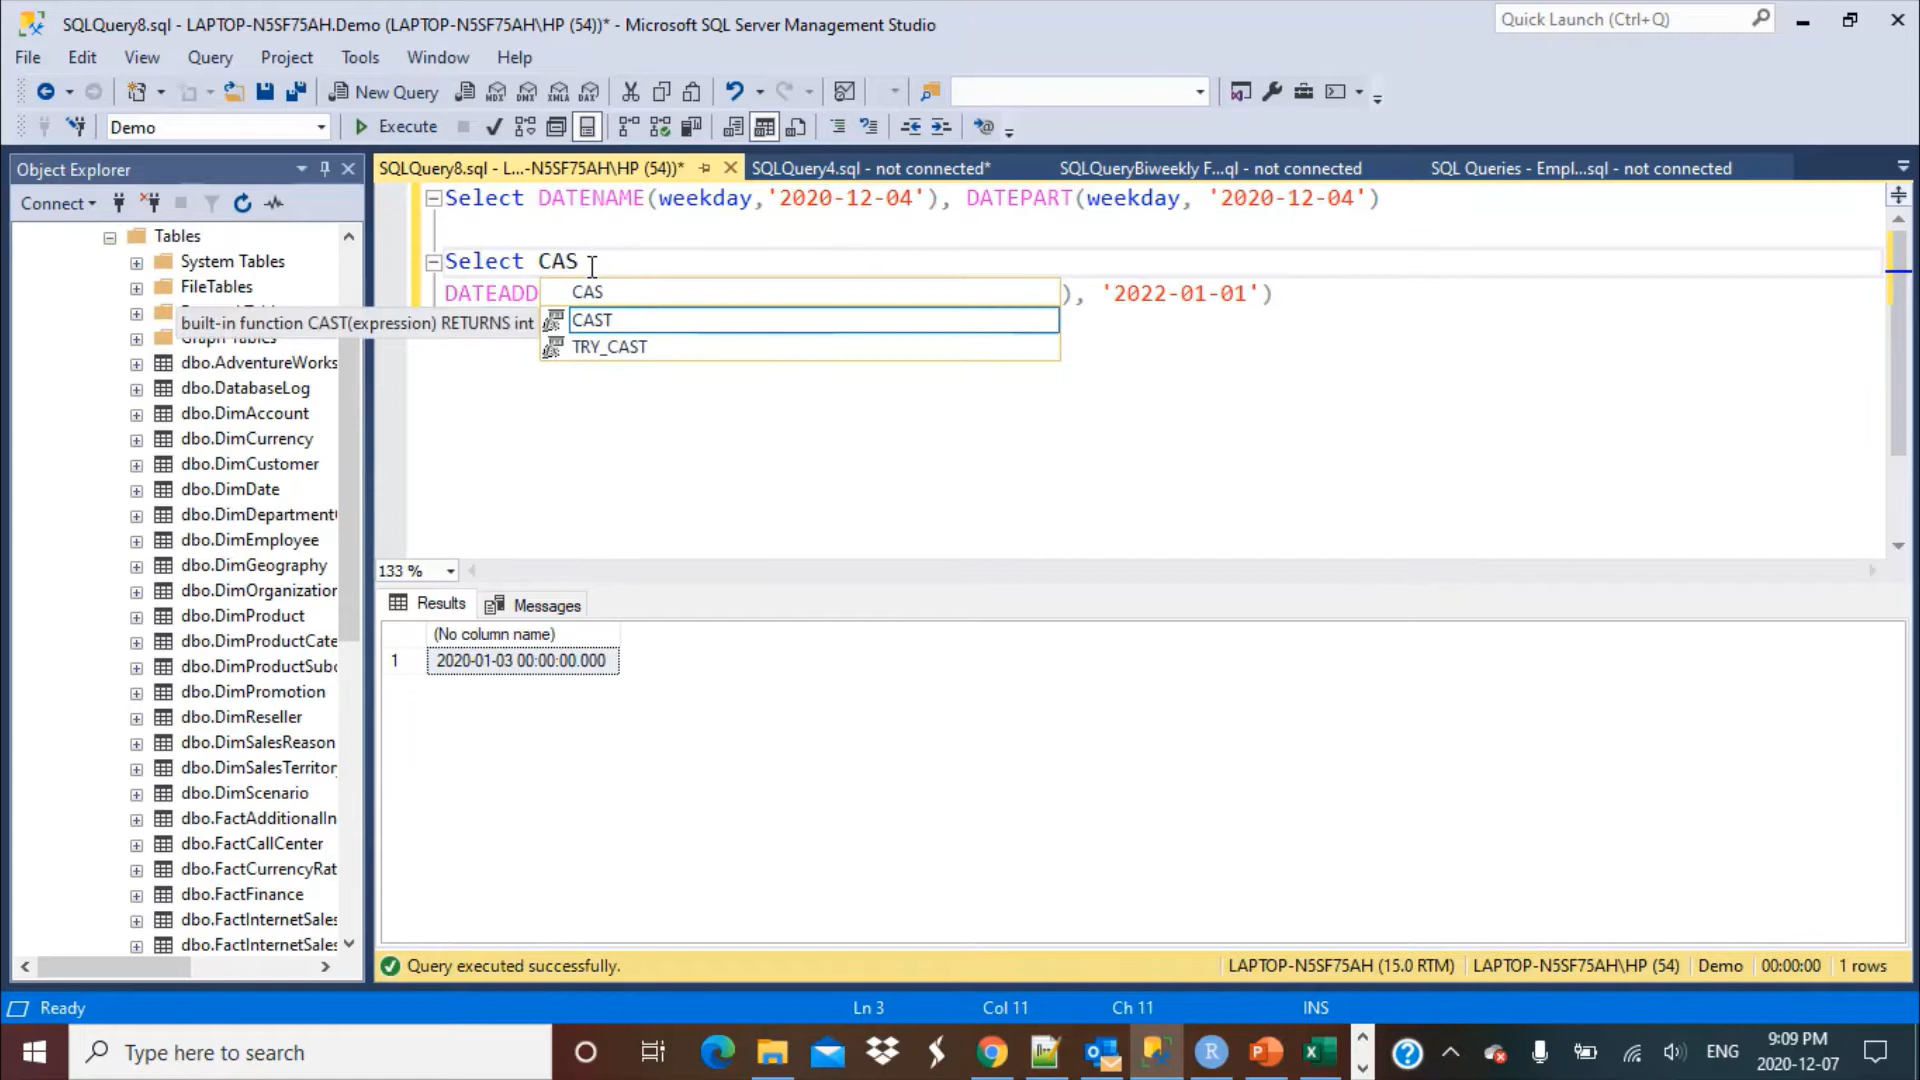 SQLQuery8.sql - LAPTOP-N5SF75AH.Demo (LAPTOP-N5SF75AH\HP (54))* - Microsoft SQL Server Management Studio
Quick Launch (Ctrl+Q)
File Edit View Query Project Tools Window Help
New Query
MDX DMX XMLA DAX
Demo
Execute
Object Explorer
SQLQuery8.sql - L...-N5SF75AH\HP (54))*
SQLQuery4.sql - not connected*
SQLQueryBiweekly F...ql - not connected
SQL Queries - Empl...sql - not connected
Connect
Tables
System Tables
FileTables
Graph Tables
dbo.AdventureWorks
dbo.DatabaseLog
dbo.DimAccount
dbo.DimCurrency
dbo.DimCustomer
dbo.DimDate
dbo.DimDepartment
dbo.DimEmployee
dbo.DimGeography
dbo.DimOrganization
dbo.DimProduct
dbo.DimProductCate
dbo.DimProductSubc
dbo.DimPromotion
dbo.DimReseller
dbo.DimSalesReason
dbo.DimSalesTerritor
dbo.DimScenario
dbo.FactAdditionalIn
dbo.FactCallCenter
dbo.FactCurrencyRat
dbo.FactFinance
dbo.FactInternetSales
dbo.FactInternetSales
Select DATENAME(weekday,'2020-12-04'), DATEPART(weekday, '2020-12-04')
Select CAS
DATEADD ), '2022-01-01')
CAS
CAST
TRY_CAST
built-in function CAST(expression) RETURNS int
133 %
Results
Messages
(No column name)
1 2020-01-03 00:00:00.000
Query executed successfully.
LAPTOP-N5SF75AH (15.0 RTM) LAPTOP-N5SF75AH\HP (54) Demo 00:00:00 1 rows
Ready
Ln 3
Col 11
Ch 11
INS
Type here to search
ENG
9:09 PM
2020-12-07